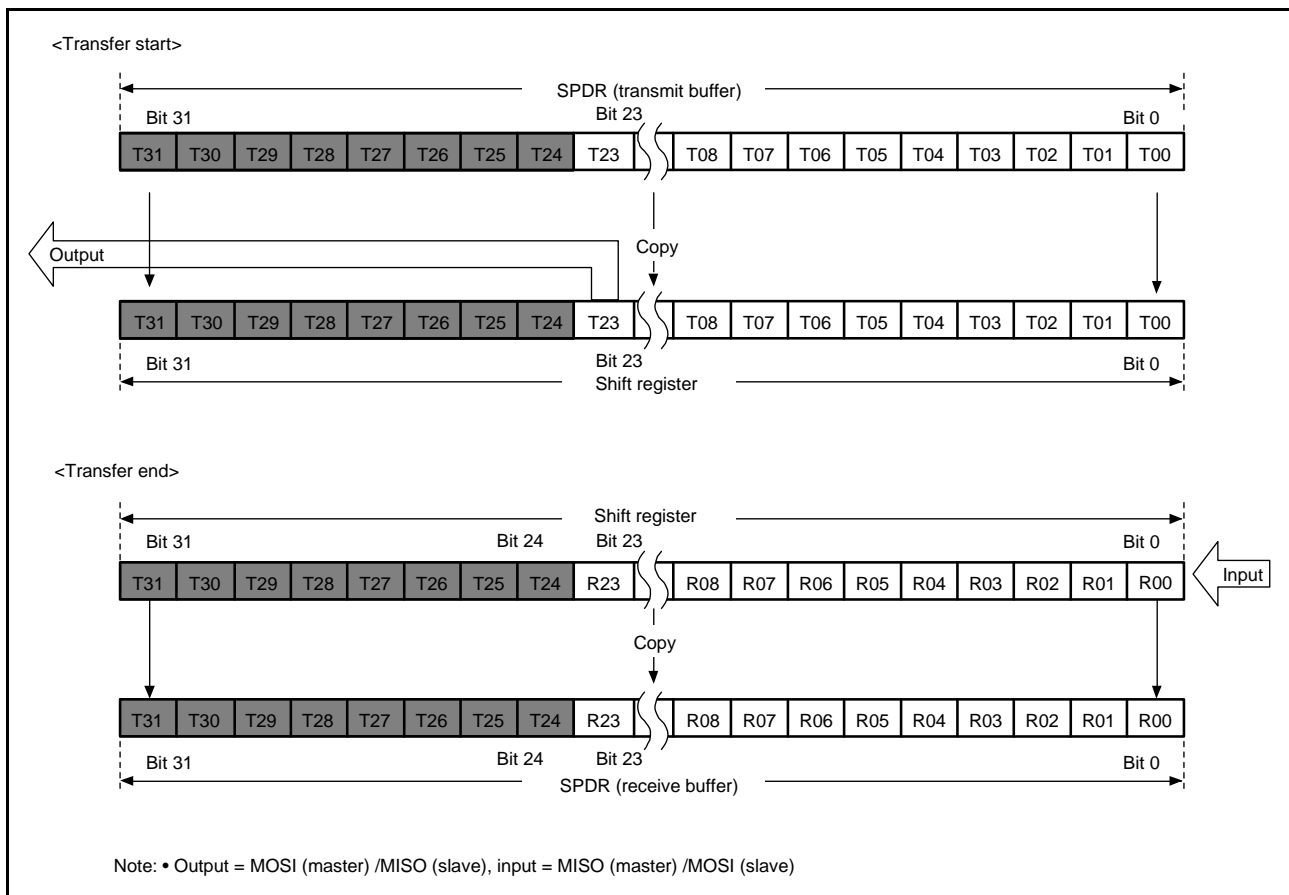 <Transfer start>
SPDR (transmit buffer)
Bit 31 Bit 23 Bit 0
T31 T30 T29 T28 T27 T26 T25 T24 T23 T08 T07 T06 T05 T04 T03 T02 T01 T00
Output Copy
T31 T30 T29 T28 T27 T26 T25 T24 T23 T08 T07 T06 T05 T04 T03 T02 T01 T00
Bit 31 Bit 23 Bit 0
Shift register
<Transfer end>
Shift register
Bit 31 Bit 24 Bit 23 Bit 0
T31 T30 T29 T28 T27 T26 T25 T24 R23 R08 R07 R06 R05 R04 R03 R02 R01 R00 Input
Copy
T31 T30 T29 T28 T27 T26 T25 T24 R23 R08 R07 R06 R05 R04 R03 R02 R01 R00
Bit 31 Bit 24 Bit 23 Bit 0
SPDR (receive buffer)
Note: • Output = MOSI (master) /MISO (slave), input = MISO (master) /MOSI (slave)